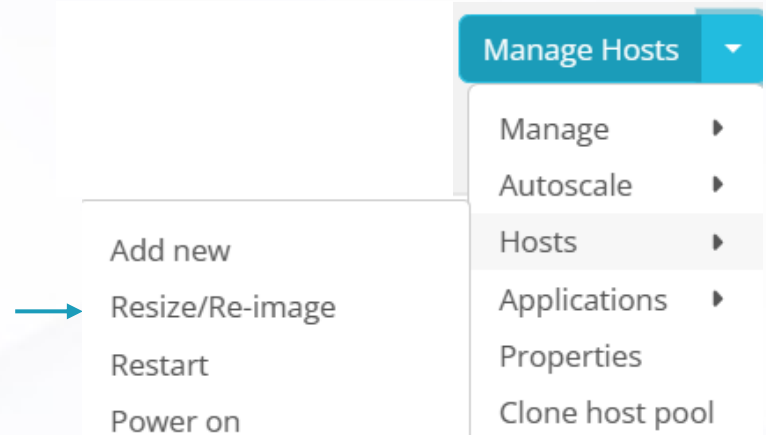 Manage Hosts
Manage
Autoscale
Hosts
Applications
Properties
Clone host pool
Add new
Resize/Re-image
Restart
Power on